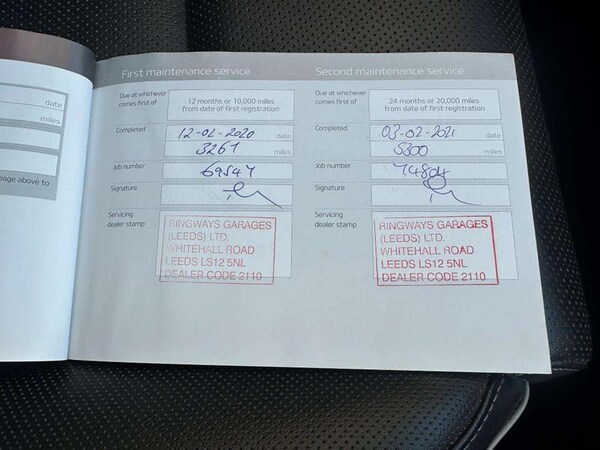 date
miles
page above to
First maintenance service
Due at whichever comes first of
12 months or 10,000 miles from date of first registration
Completed
12-02-2020 date
3267 miles
Job number
69547
Signature
Servicing dealer stamp
RINGWAYS GARAGES
(LEEDS) LTD.
WHITEHALL ROAD
LEEDS LS12 5NL
DEALER CODE 2110
Second maintenance service
Due at whichever comes first of
24 months or 20,000 miles from date of first registration
Completed
03-02-2021 date
5300 miles
Job number
74804
Signature
Servicing dealer stamp
RINGWAYS GARAGES
(LEEDS) LTD.
WHITEHALL ROAD
LEEDS LS12 5NL
DEALER CODE 2110